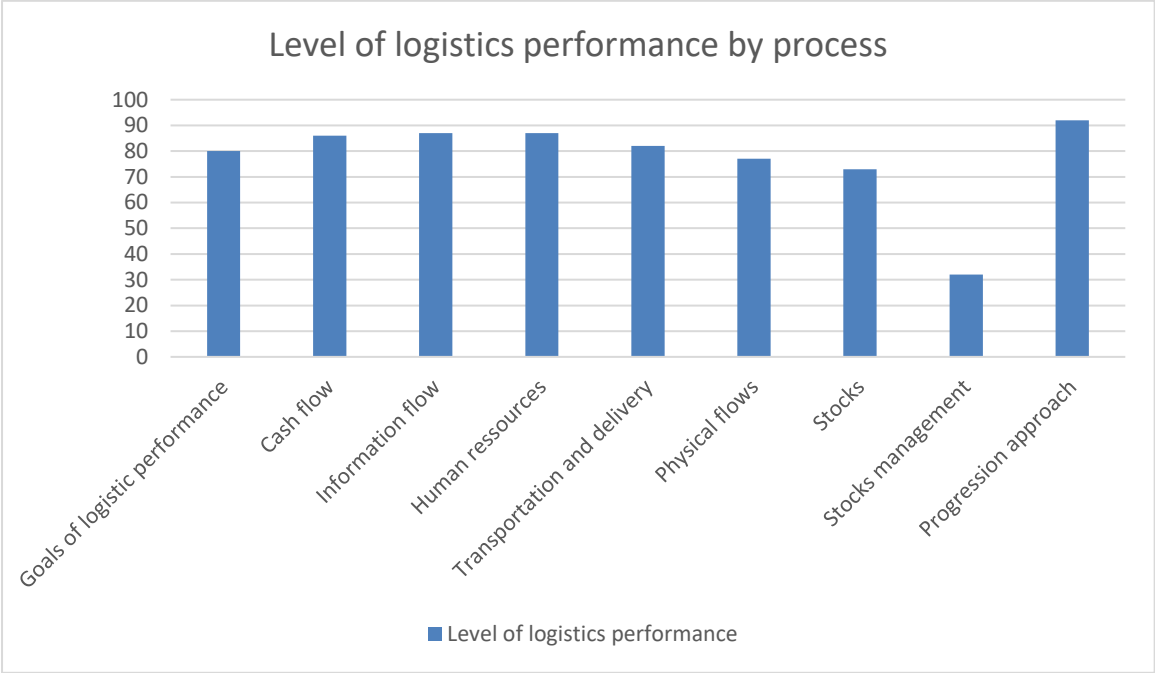 Level of logistics performance by process
100
90
80
70
60
50
40
30
20
10
0
Goals of logistic performance
Cash flow
Information flow
Human ressources
Transportation and delivery
Physical flows
Stocks
Stocks management
Progression approach
Level of logistics performance